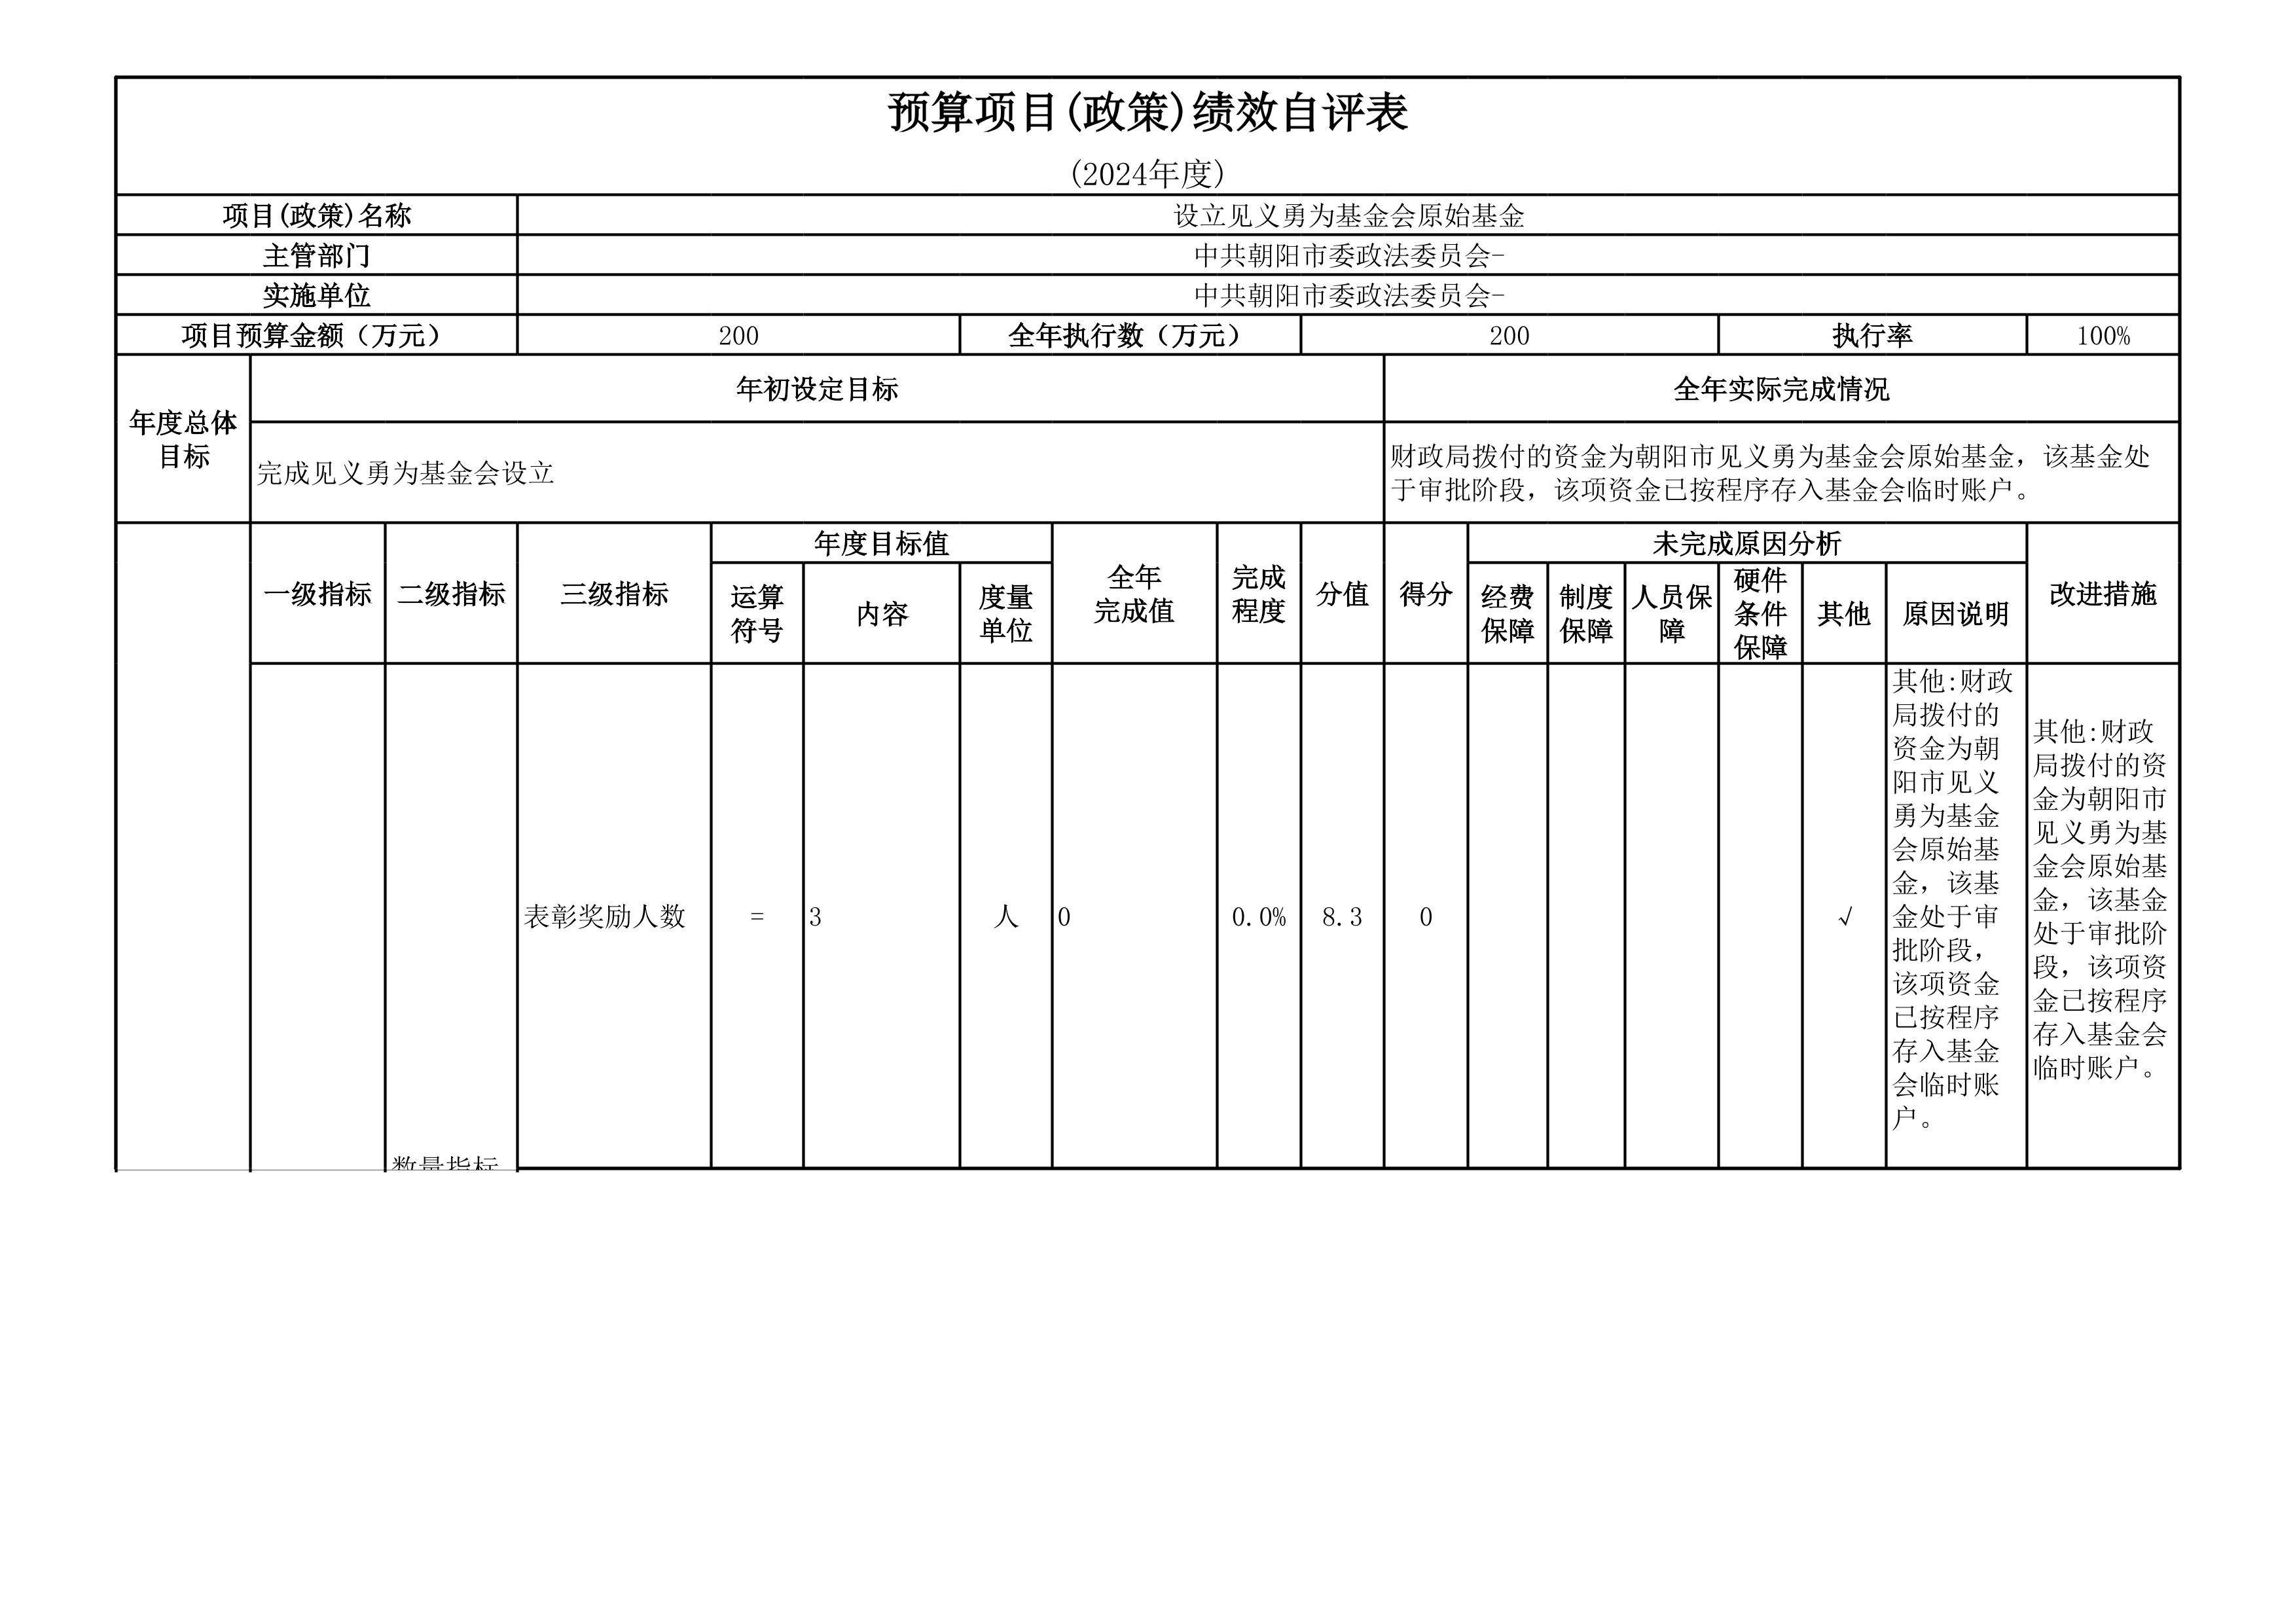 预算项目(政策)绩效自评表
(2024年度)
项目(政策)名称 设立见义勇为基金会原始基金
主管部门 中共朝阳市委政法委员会-
实施单位 中共朝阳市委政法委员会-
项目预算金额（万元） 200 全年执行数（万元） 200 执行率 100%
年度总体
目标
年初设定目标 全年实际完成情况
完成见义勇为基金会设立
财政局拨付的资金为朝阳市见义勇为基金会原始基金，该基金处
于审批阶段，该项资金已按程序存入基金会临时账户。
一级指标 二级指标 三级指标
年度目标值
运算
符号
内容
度量
单位
全年
完成值
完成
程度
分值 得分
未完成原因分析
经费
保障
制度
保障
人员保
障
硬件
条件
保障
其他 原因说明
改进措施
数量指标
表彰奖励人数 = 3 人 0 0.0% 8.3 0 √
其他:财政
局拨付的
资金为朝
阳市见义
勇为基金
会原始基
金，该基
金处于审
批阶段，
该项资金
已按程序
存入基金
会临时账
户。
其他:财政
局拨付的资
金为朝阳市
见义勇为基
金会原始基
金，该基金
处于审批阶
段，该项资
金已按程序
存入基金会
临时账户。